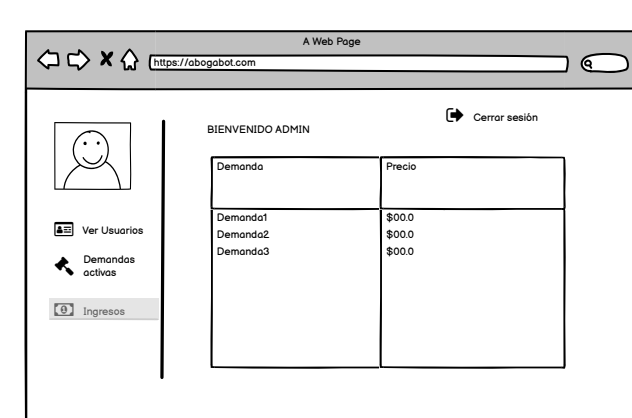 A Web Page
https://abogabot.com
Cerrar sesión
BIENVENIDO ADMIN
Demanda Precio
Demanda1 $00.0
Demanda2 $00.0
Demanda3 $00.0
Ver Usuarios
Demandas
activas
Ingresos